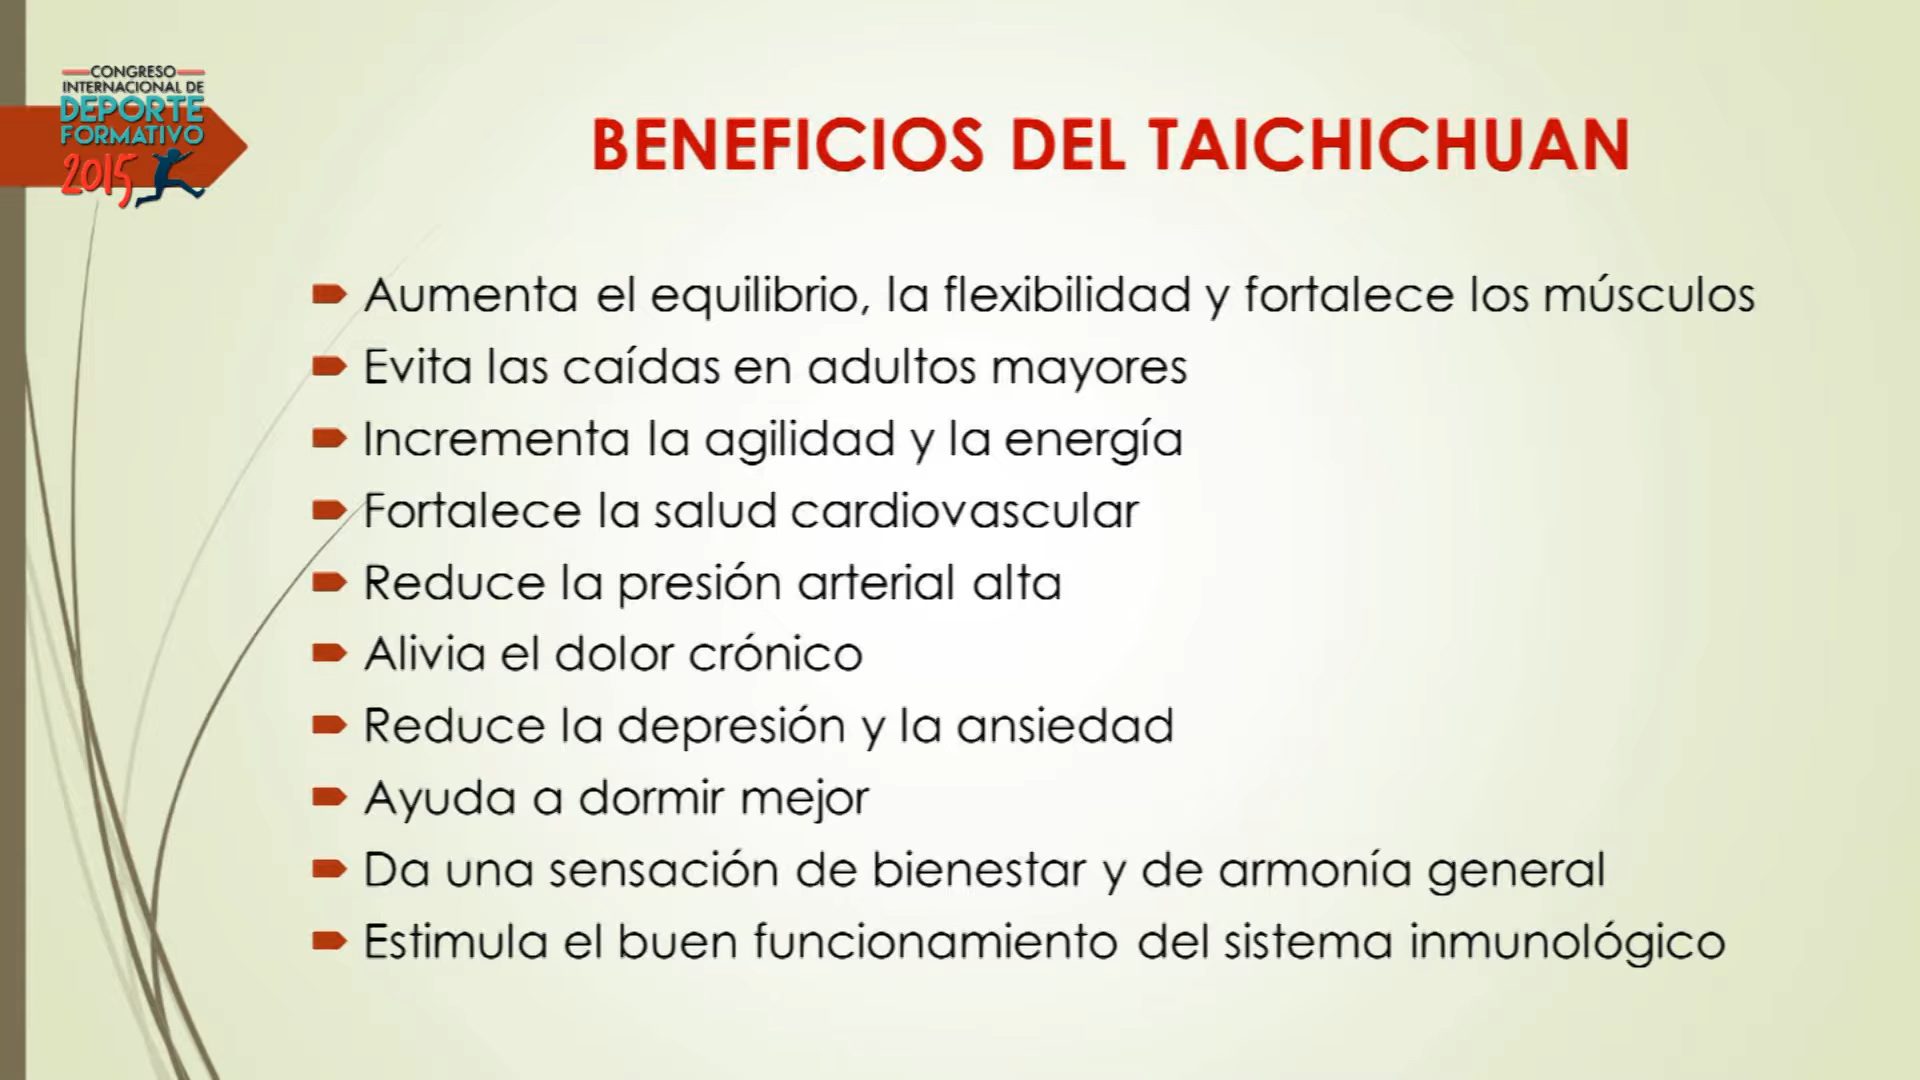 CONGRESO
INTERNACIONAL DE
DEPORTE
FORMATIVO
2015
BENEFICIOS DEL TAICHICHUAN
Aumenta el equilibrio, la flexibilidad y fortalece los músculos
Evita las caídas en adultos mayores
Incrementa la agilidad y la energía
Fortalece la salud cardiovascular
Reduce la presión arterial alta
Alivia el dolor crónico
Reduce la depresión y la ansiedad
Ayuda a dormir mejor
Da una sensación de bienestar y de armonía general
Estimula el buen funcionamiento del sistema inmunológico